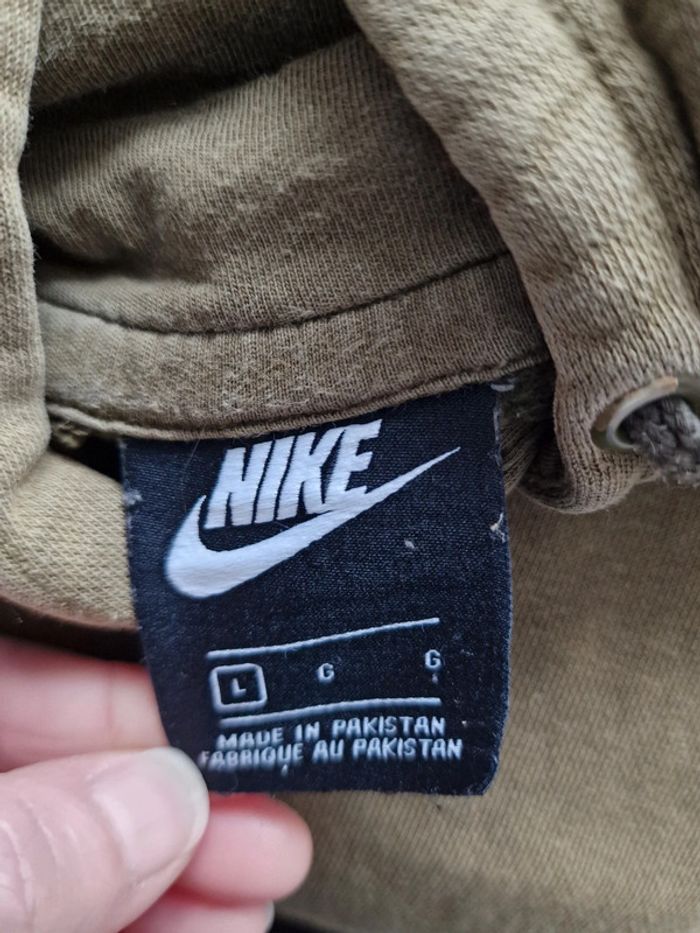 NIKE
L G G
MADE IN PAKISTAN
FABRIQUE AU PAKISTAN